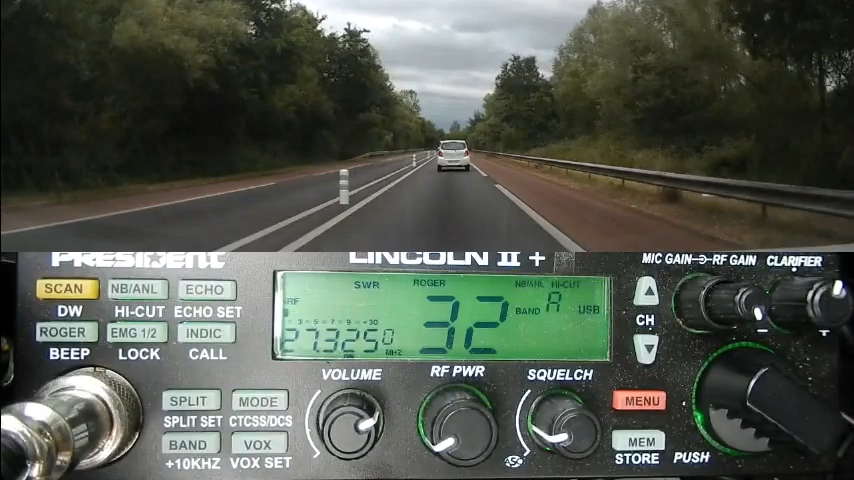 PRESIDENT
LINCOLN II +
MIC GAIN RF GAIN CLARIFIER
SCAN NB/ANL ECHO
DW HI-CUT ECHO SET
ROGER EMG 1/2 INDIC
BEEP LOCK CALL
SWR ROGER NB/ANL HI-CUT
RF
32 BAND A USB
27.3250 MHZ
CH
VOLUME RF PWR SQUELCH
SPLIT MODE
SPLIT SET CTCSS/DCS
BAND VOX
+10KHZ VOX SET
ASC
MENU
MEM
STORE PUSH